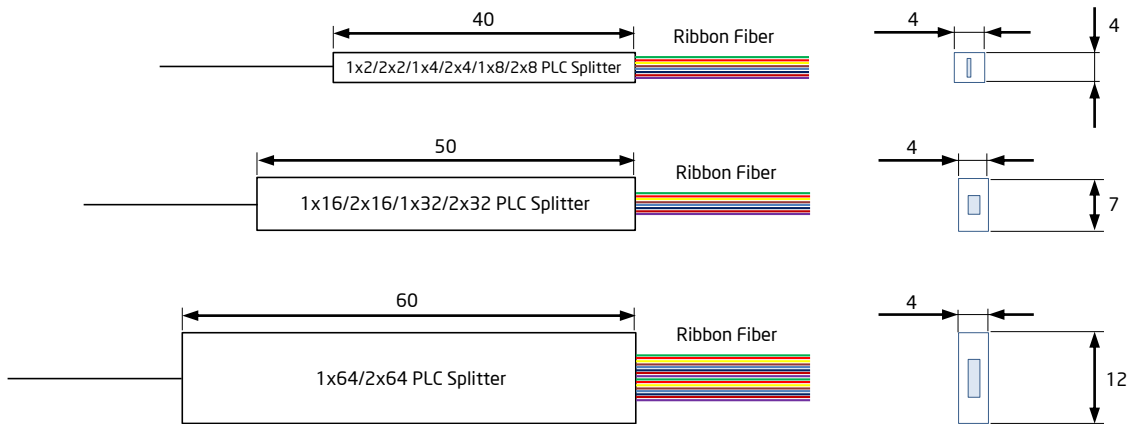 40
Ribbon Fiber
4
4
1x2/2x2/1x4/2x4/1x8/2x8 PLC Splitter
50
Ribbon Fiber
4
1x16/2x16/1x32/2x32 PLC Splitter
7
60
Ribbon Fiber
4
1x64/2x64 PLC Splitter
12